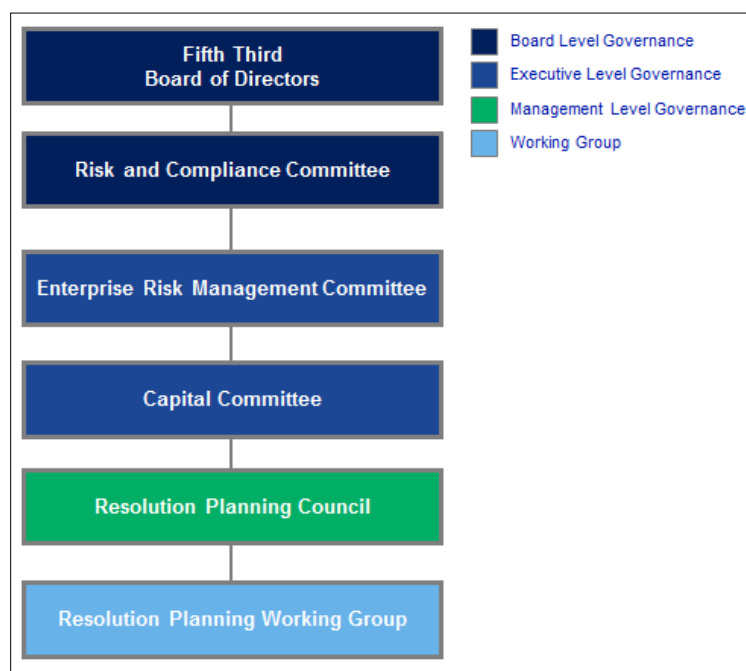 Fifth Third
Board of Directors
Risk and Compliance Committee
Enterprise Risk Management Committee
Capital Committee
Resolution Planning Council
Resolution Planning Working Group
Board Level Governance
Executive Level Governance
Management Level Governance
Working Group